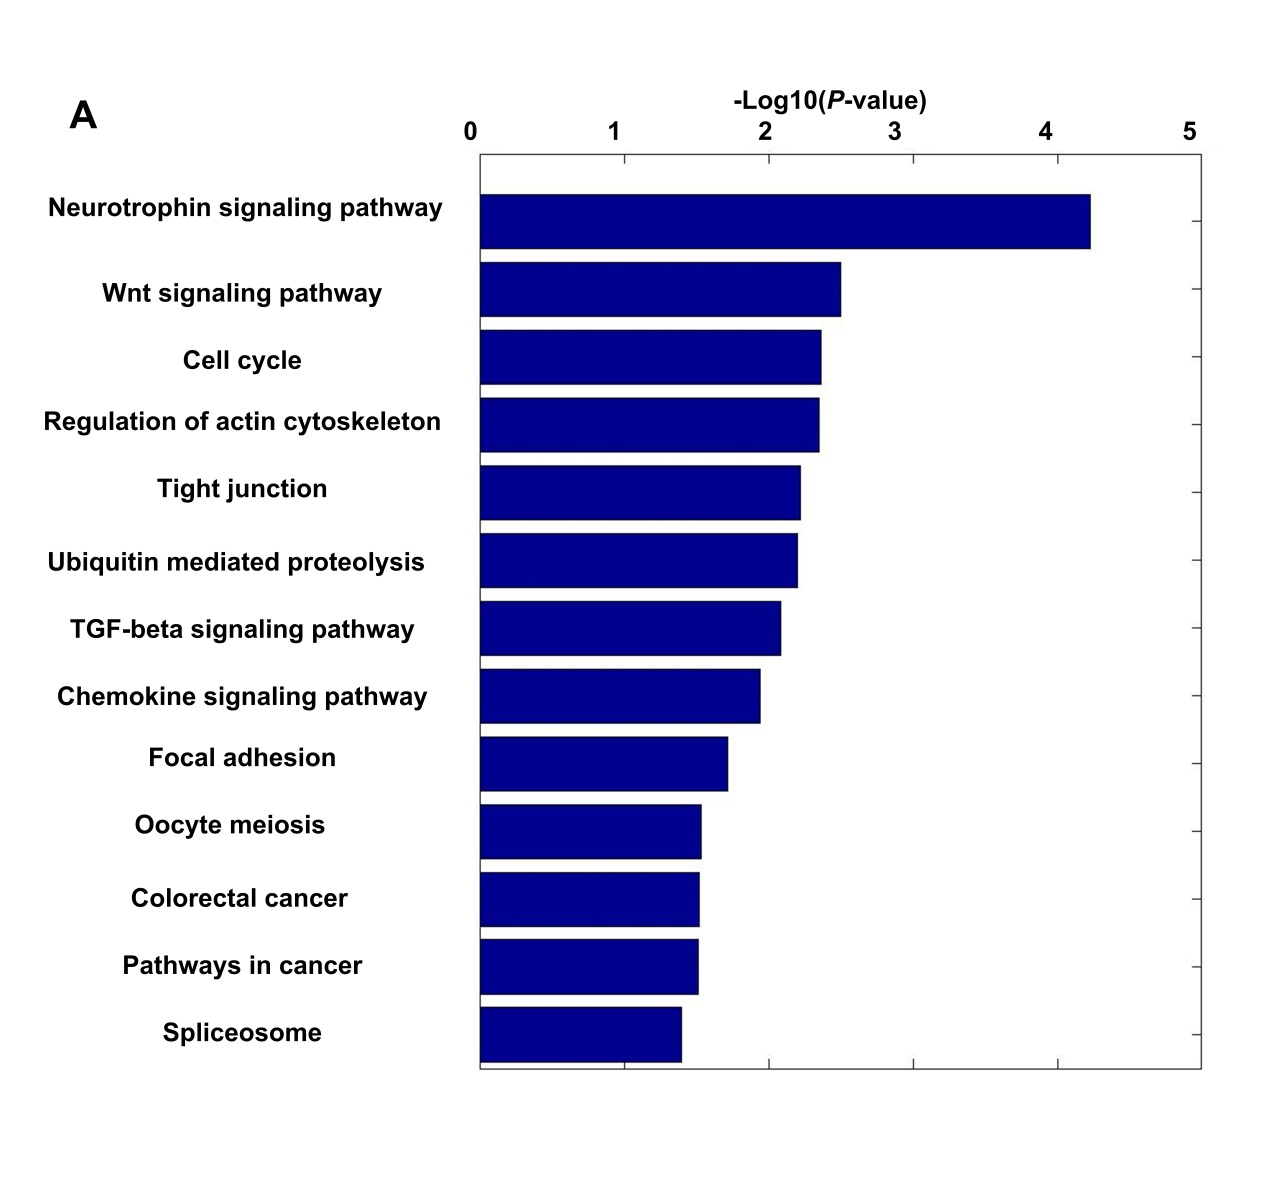 A
-Log10(P-value)
0 1 2 3 4 5
Neurotrophin signaling pathway
Wnt signaling pathway
Cell cycle
Regulation of actin cytoskeleton
Tight junction
Ubiquitin mediated proteolysis
TGF-beta signaling pathway
Chemokine signaling pathway
Focal adhesion
Oocyte meiosis
Colorectal cancer
Pathways in cancer
Spliceosome